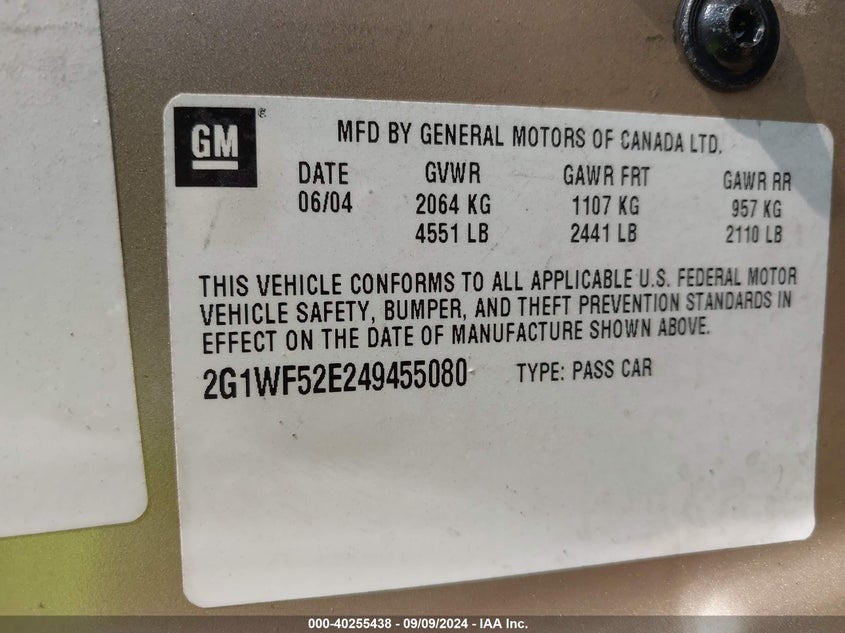 GM
MFD BY GENERAL MOTORS OF CANADA LTD.
DATE GVWR GAWR FRT GAWR RR
06/04 2064 KG 1107 KG 957 KG
4551 LB 2441 LB 2110 LB
THIS VEHICLE CONFORMS TO ALL APPLICABLE U.S. FEDERAL MOTOR
VEHICLE SAFETY, BUMPER, AND THEFT PREVENTION STANDARDS IN
EFFECT ON THE DATE OF MANUFACTURE SHOWN ABOVE.
2G1WF52E249455080 TYPE: PASS CAR
000-40255438 - 09/09/2024 - IAA Inc.